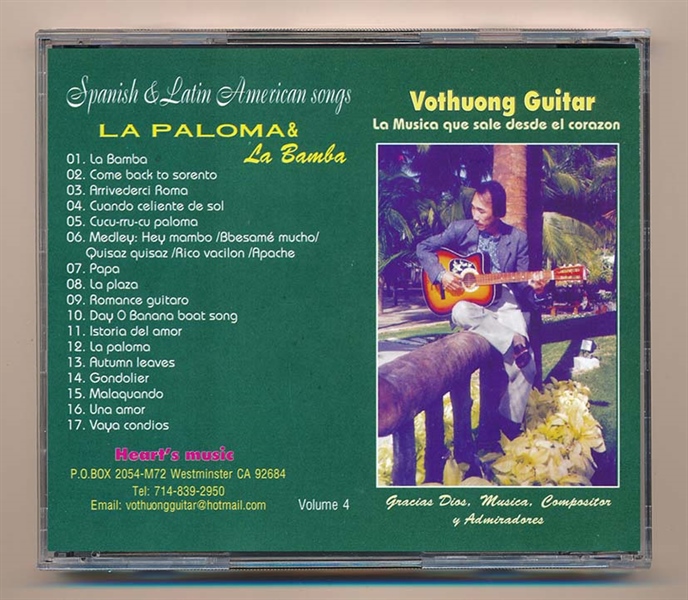 Spanish & Latin American songs
LA PALOMA &
La Bamba
01. La Bamba
02. Come back to sorento
03. Arrivederci Roma
04. Cuando celiente de sol
05. Cucu-rru-cu paloma
06. Medley: Hey mambo /Bbesamé mucho/
Quisaz quisaz /Rico vacilon /Apache
07. Papa
08. La plaza
09. Romance guitaro
10. Day O Banana boat song
11. Istoria del amor
12. La paloma
13. Autumn leaves
14. Gondolier
15. Malaquando
16. Una amor
17. Vaya condios
Heart's music
P.O.BOX 2054-M72 Westminster CA 92684
Tel: 714-839-2950
Email: vothuongguitar@hotmail.com
Volume 4
Vothuong Guitar
La Musica que sale desde el corazon
Gracias Dios, Musica, Compositor
y Admiradores